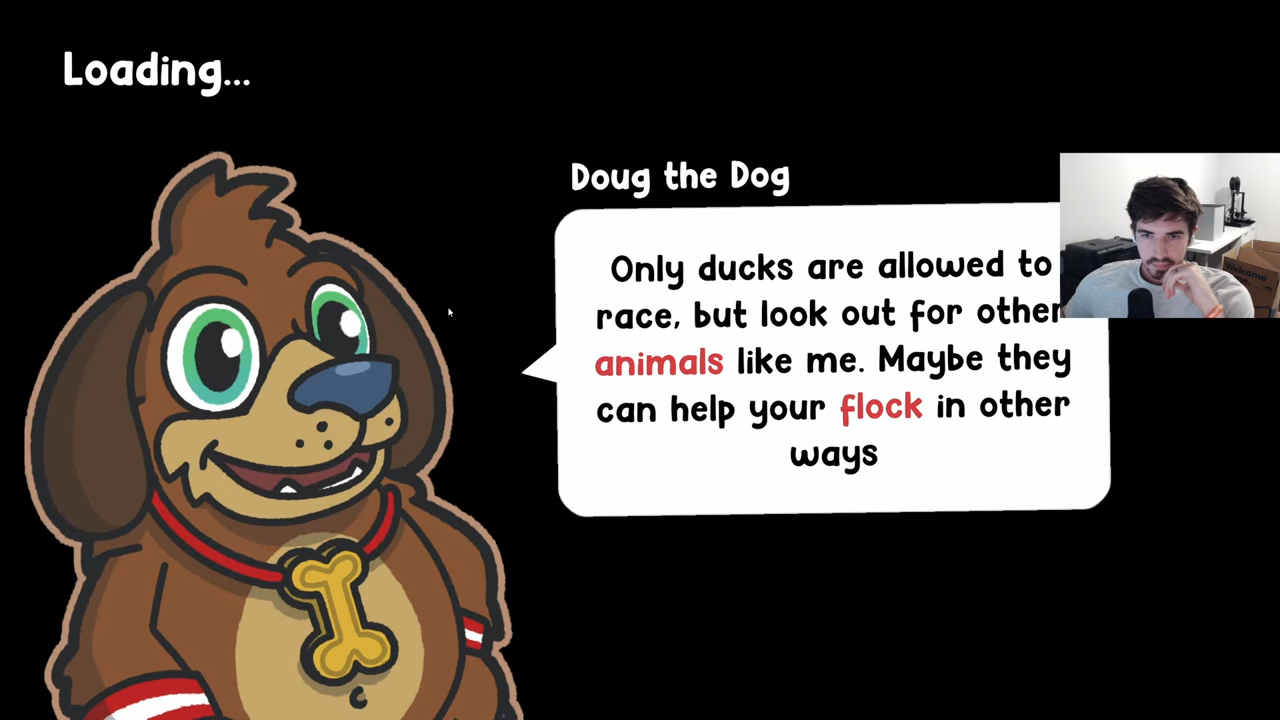 Loading...
Doug the Dog
Only ducks are allowed to
race, but look out for other
animals like me. Maybe they
can help your flock in other
ways
Welcome